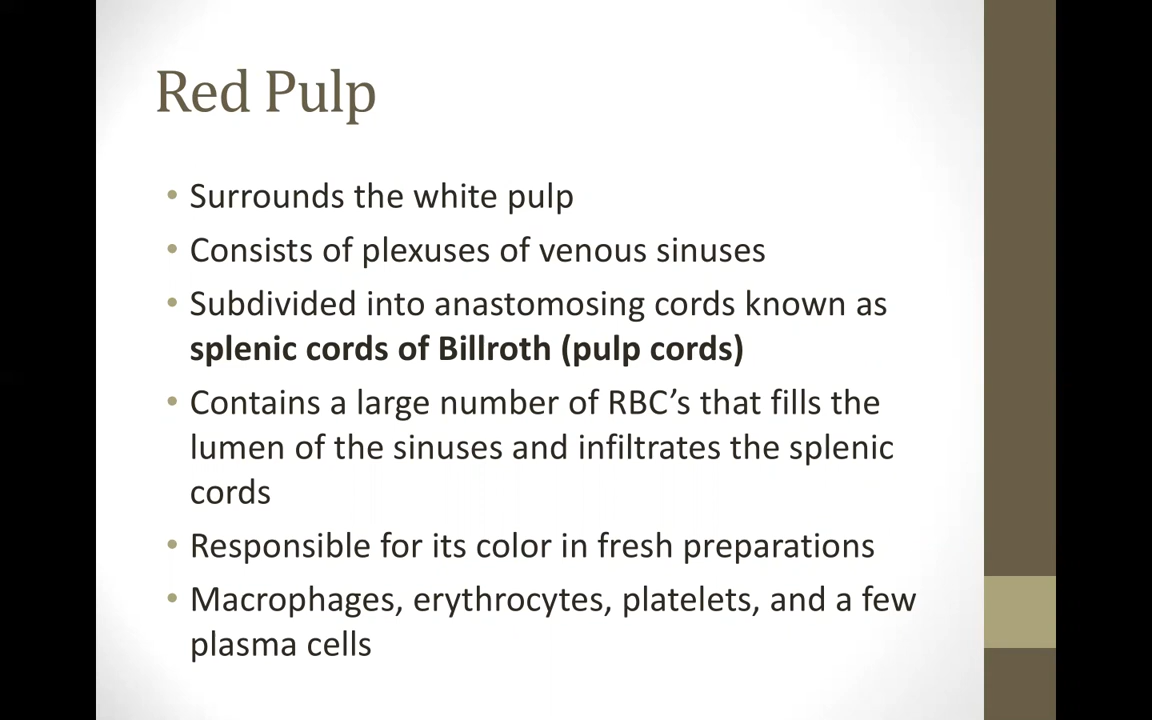 Red Pulp
• Surrounds the white pulp
• Consists of plexuses of venous sinuses
• Subdivided into anastomosing cords known as
splenic cords of Billroth (pulp cords)
• Contains a large number of RBC’s that fills the
lumen of the sinuses and infiltrates the splenic
cords
• Responsible for its color in fresh preparations
• Macrophages, erythrocytes, platelets, and a few
plasma cells